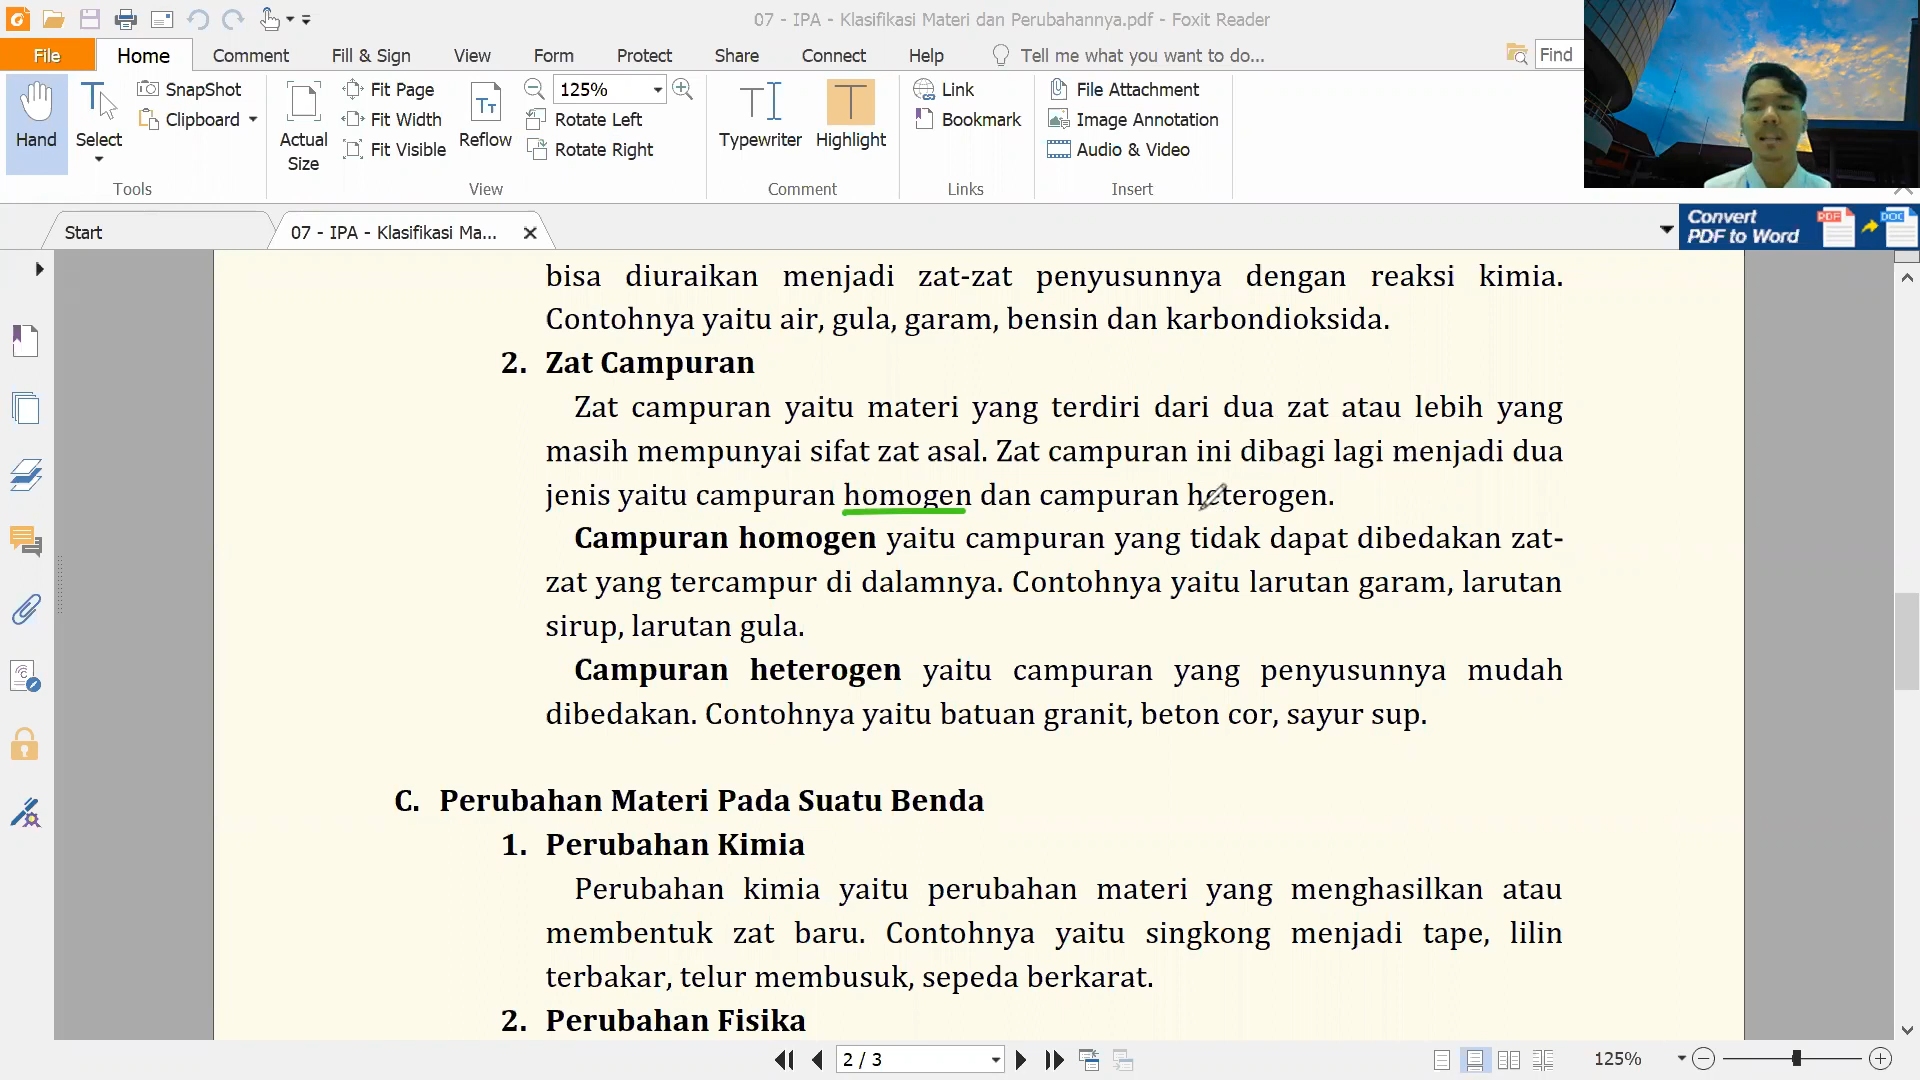 07 - IPA - Klasifikasi Materi dan Perubahannya.pdf - Foxit Reader
File Home Comment Fill & Sign View Form Protect Share Connect Help Tell me what you want to do... Find
Hand
Select
SnapShot
Clipboard
Tools
Actual Size
Fit Page
Fit Width
Fit Visible
Reflow
125%
Rotate Left
Rotate Right
View
Typewriter
Highlight
Comment
Link
Bookmark
Links
File Attachment
Image Annotation
Audio & Video
Insert
Start
07 - IPA - Klasifikasi Ma...
Convert
PDF to Word
PDF
DOC
bisa diuraikan menjadi zat-zat penyusunnya dengan reaksi kimia.
Contohnya yaitu air, gula, garam, bensin dan karbondioksida.
2. Zat Campuran
Zat campuran yaitu materi yang terdiri dari dua zat atau lebih yang
masih mempunyai sifat zat asal. Zat campuran ini dibagi lagi menjadi dua
jenis yaitu campuran homogen dan campuran heterogen.
Campuran homogen yaitu campuran yang tidak dapat dibedakan zat-
zat yang tercampur di dalamnya. Contohnya yaitu larutan garam, larutan
sirup, larutan gula.
Campuran heterogen yaitu campuran yang penyusunnya mudah
dibedakan. Contohnya yaitu batuan granit, beton cor, sayur sup.
C. Perubahan Materi Pada Suatu Benda
1. Perubahan Kimia
Perubahan kimia yaitu perubahan materi yang menghasilkan atau
membentuk zat baru. Contohnya yaitu singkong menjadi tape, lilin
terbakar, telur membusuk, sepeda berkarat.
2. Perubahan Fisika
2 / 3
125%